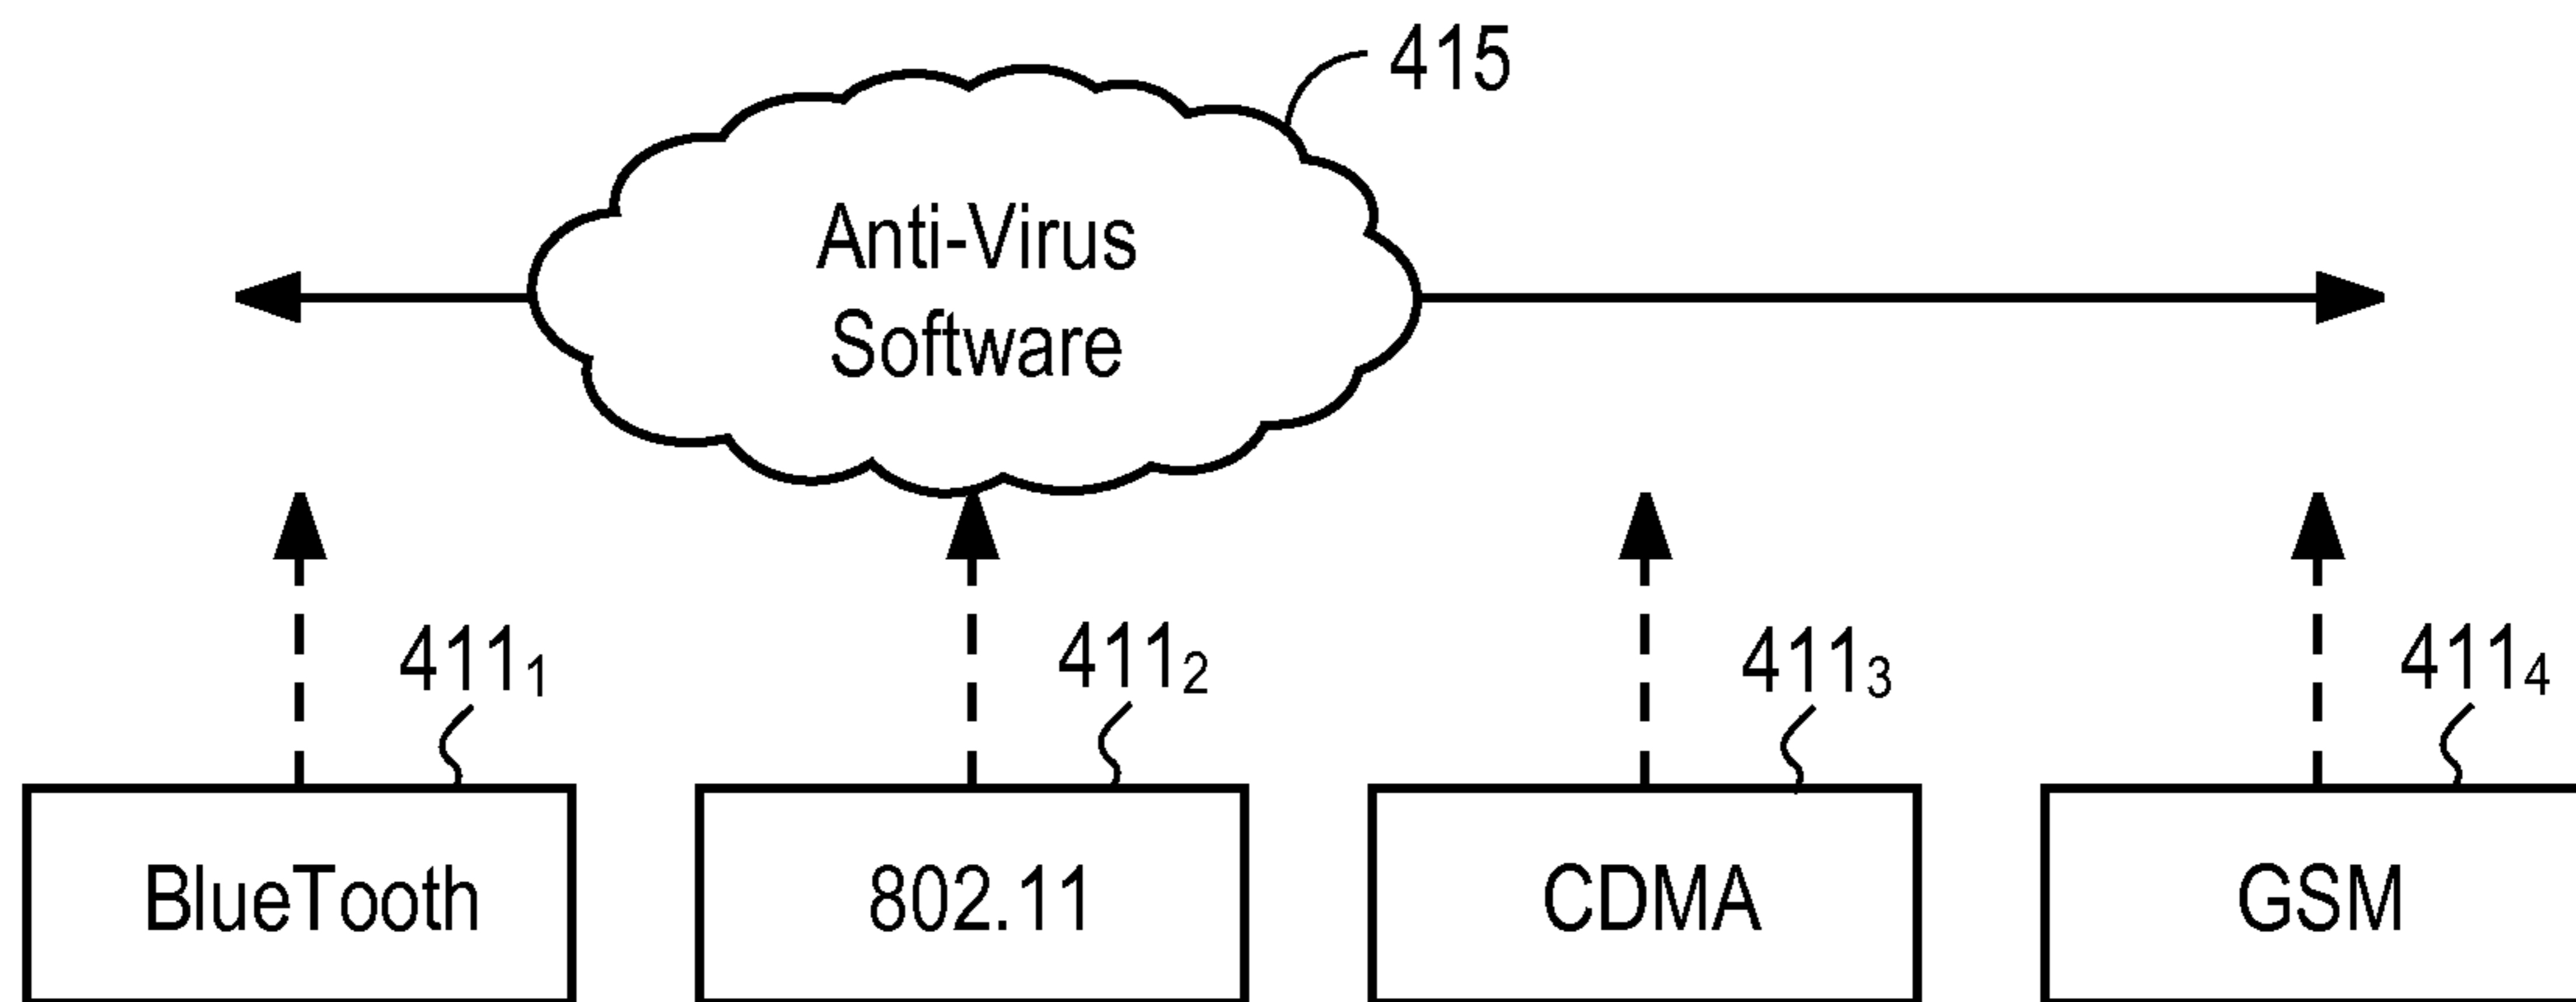 415
Anti-Virus
Software
411₁
411₂
411₃
411₄
BlueTooth
802.11
CDMA
GSM